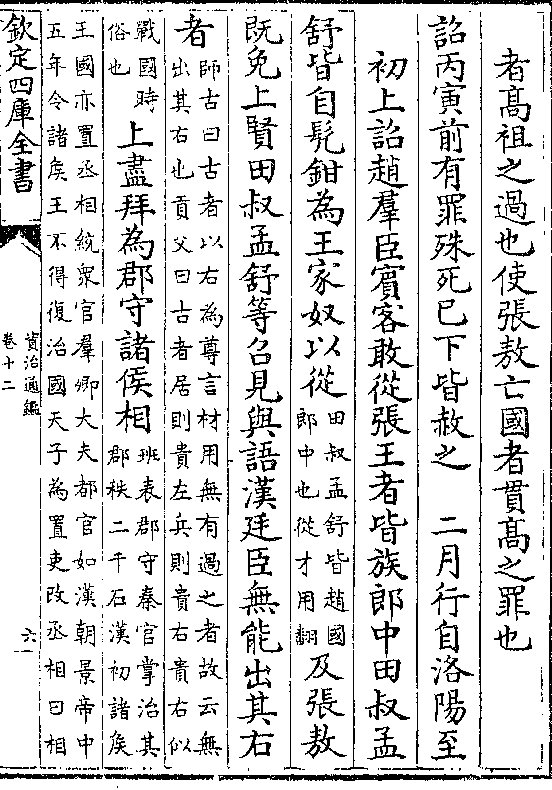 者髙祖之過也使張敖亡國者貫髙之罪也
詔丙寅前有罪殊死已下皆赦之　二月行自洛陽至
初上詔趙羣臣賓客敢從張王者皆族郎中田叔孟
舒皆自髠鉗為王家奴以從田叔孟舒皆趙國
郎中也從才用翻及張敖
既免上賢田叔孟舒等召見與語漢廷臣無能出其右
者師古曰古者以右為尊言材用無有過之者故云無
出其右也貢父曰古者居則貴左兵則貴右貴右似
戰國時
俗也上盡拜為郡守諸侯相班表郡守秦官掌治其
郡秩二千石漢初諸侯
王國亦置丞相統衆官羣卿大夫都官如漢朝景帝中
五年令諸侯王不得復治國天子為置吏改丞相曰相
欽定四庫全書
資治通鑑
卷十二
六